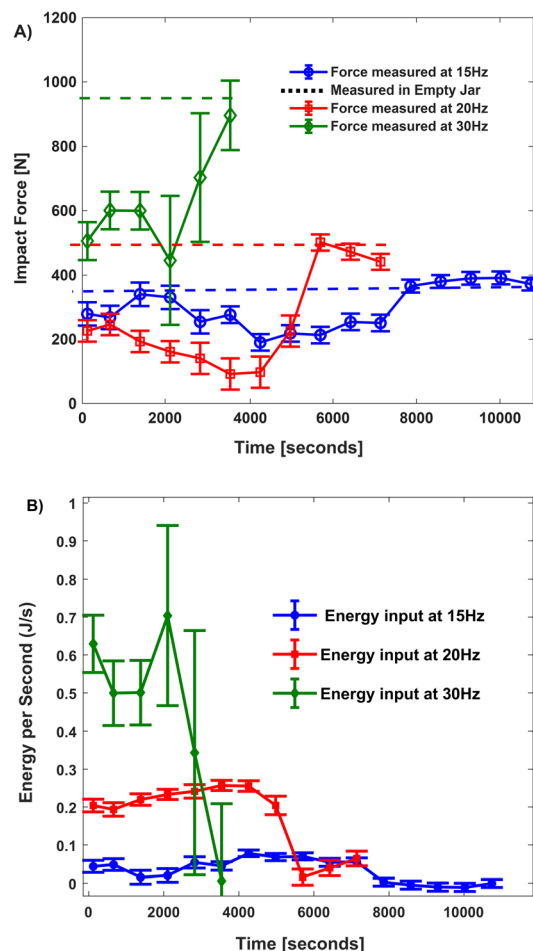 A)
Impact Force [N]
1200
1000
800
600
400
200
0
Force measured at 15Hz
Measured in Empty Jar
Force measured at 20Hz
Force measured at 30Hz
0 2000 4000 6000 8000 10000
Time [seconds]
B)
Energy per Second (J/s)
1
0.9
0.8
0.7
0.6
0.5
0.4
0.3
0.2
0.1
0
Energy input at 15Hz
Energy input at 20Hz
Energy input at 30Hz
0 2000 4000 6000 8000 10000
Time [seconds]